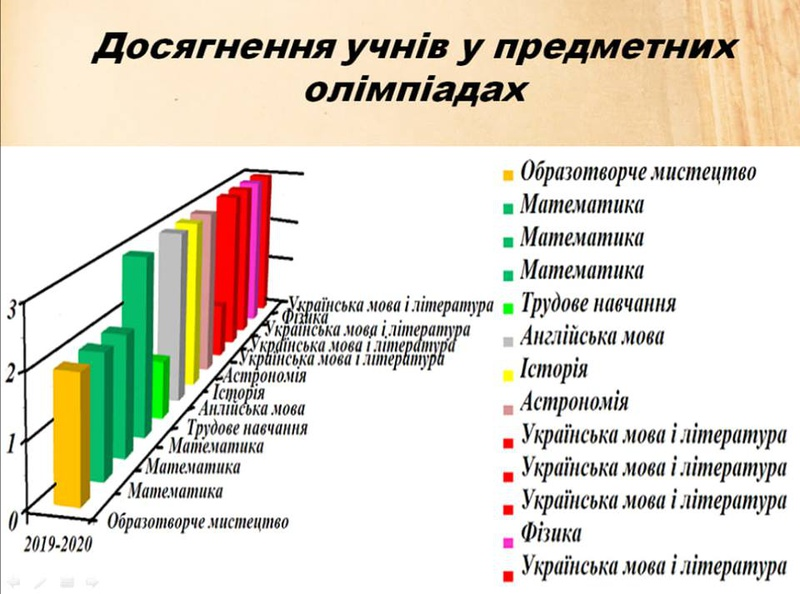 Досягнення учнів у предметних
олімпіадах
3
2
1
0
2019-2020
Українська мова і література
Фізика
Українська мова і література
Українська мова і література
Українська мова і література
Астрономія
Історія
Анлійська мова
Трудове навчання
Математика
Математика
Математика
Образотворче мистецтво
Образотворче мистецтво
Математика
Математика
Математика
Трудове навчання
Англійська мова
Історія
Астрономія
Українська мова і література
Українська мова і література
Українська мова і література
Фізика
Українська мова і література